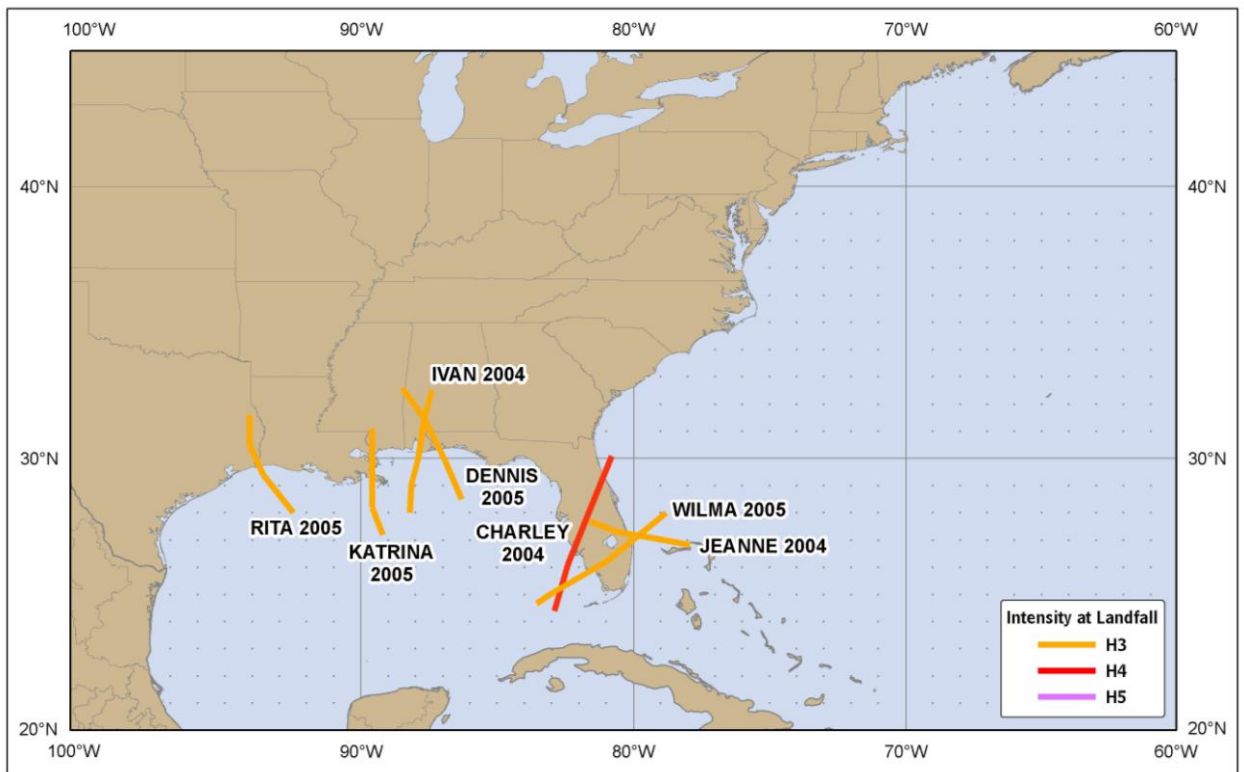 100°W 90°W 80°W 70°W 60°W
40°N 40°N
IVAN 2004
30°N 30°N
DENNIS
2005
RITA 2005
KATRINA
2005
CHARLEY
2004
WILMA 2005
JEANNE 2004
Intensity at Landfall
H3
H4
H5
20°N 20°N
100°W 90°W 80°W 70°W 60°W